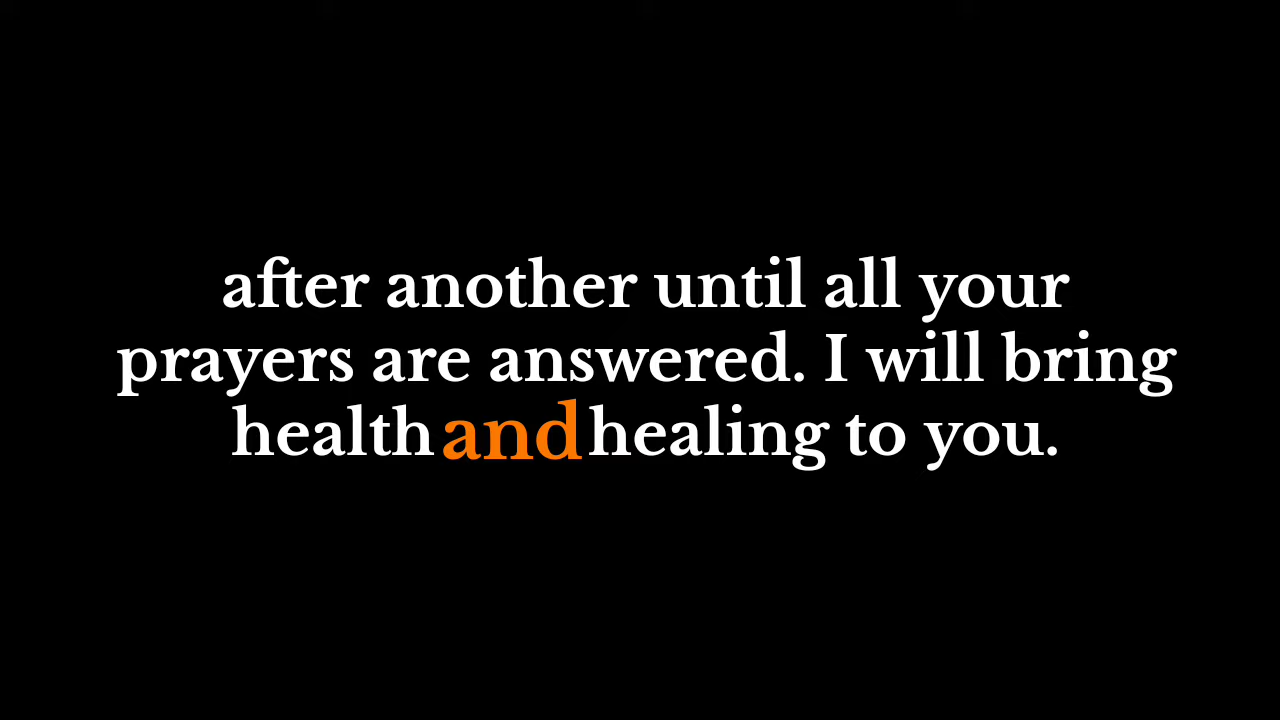 after another until all your
prayers are answered. I will bring
health and healing to you.